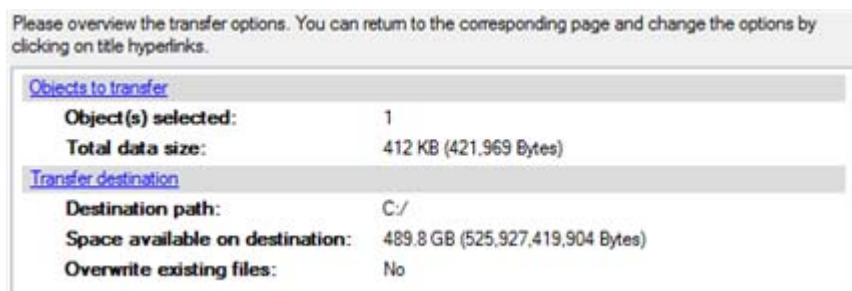 Please overview the transfer options. You can return to the corresponding page and change the options by
clicking on title hyperlinks.
Objects to transfer
Object(s) selected: 1
Total data size: 412 KB (421,969 Bytes)
Transfer destination
Destination path: C:/
Space available on destination: 489.8 GB (525,927,419,904 Bytes)
Overwrite existing files: No